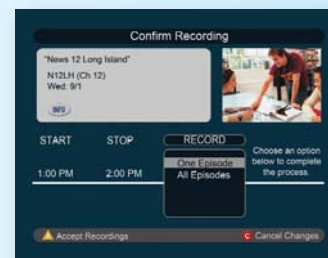 Confirm Recording
"News 12 Long Island"
N12LH (Ch 12)
Wed: 9/1
INFO
START STOP RECORD
1:00 PM 2:00 PM
One Episode
All Episodes
Choose an option
below to complete
the process.
Accept Recordings
C Cancel Changes